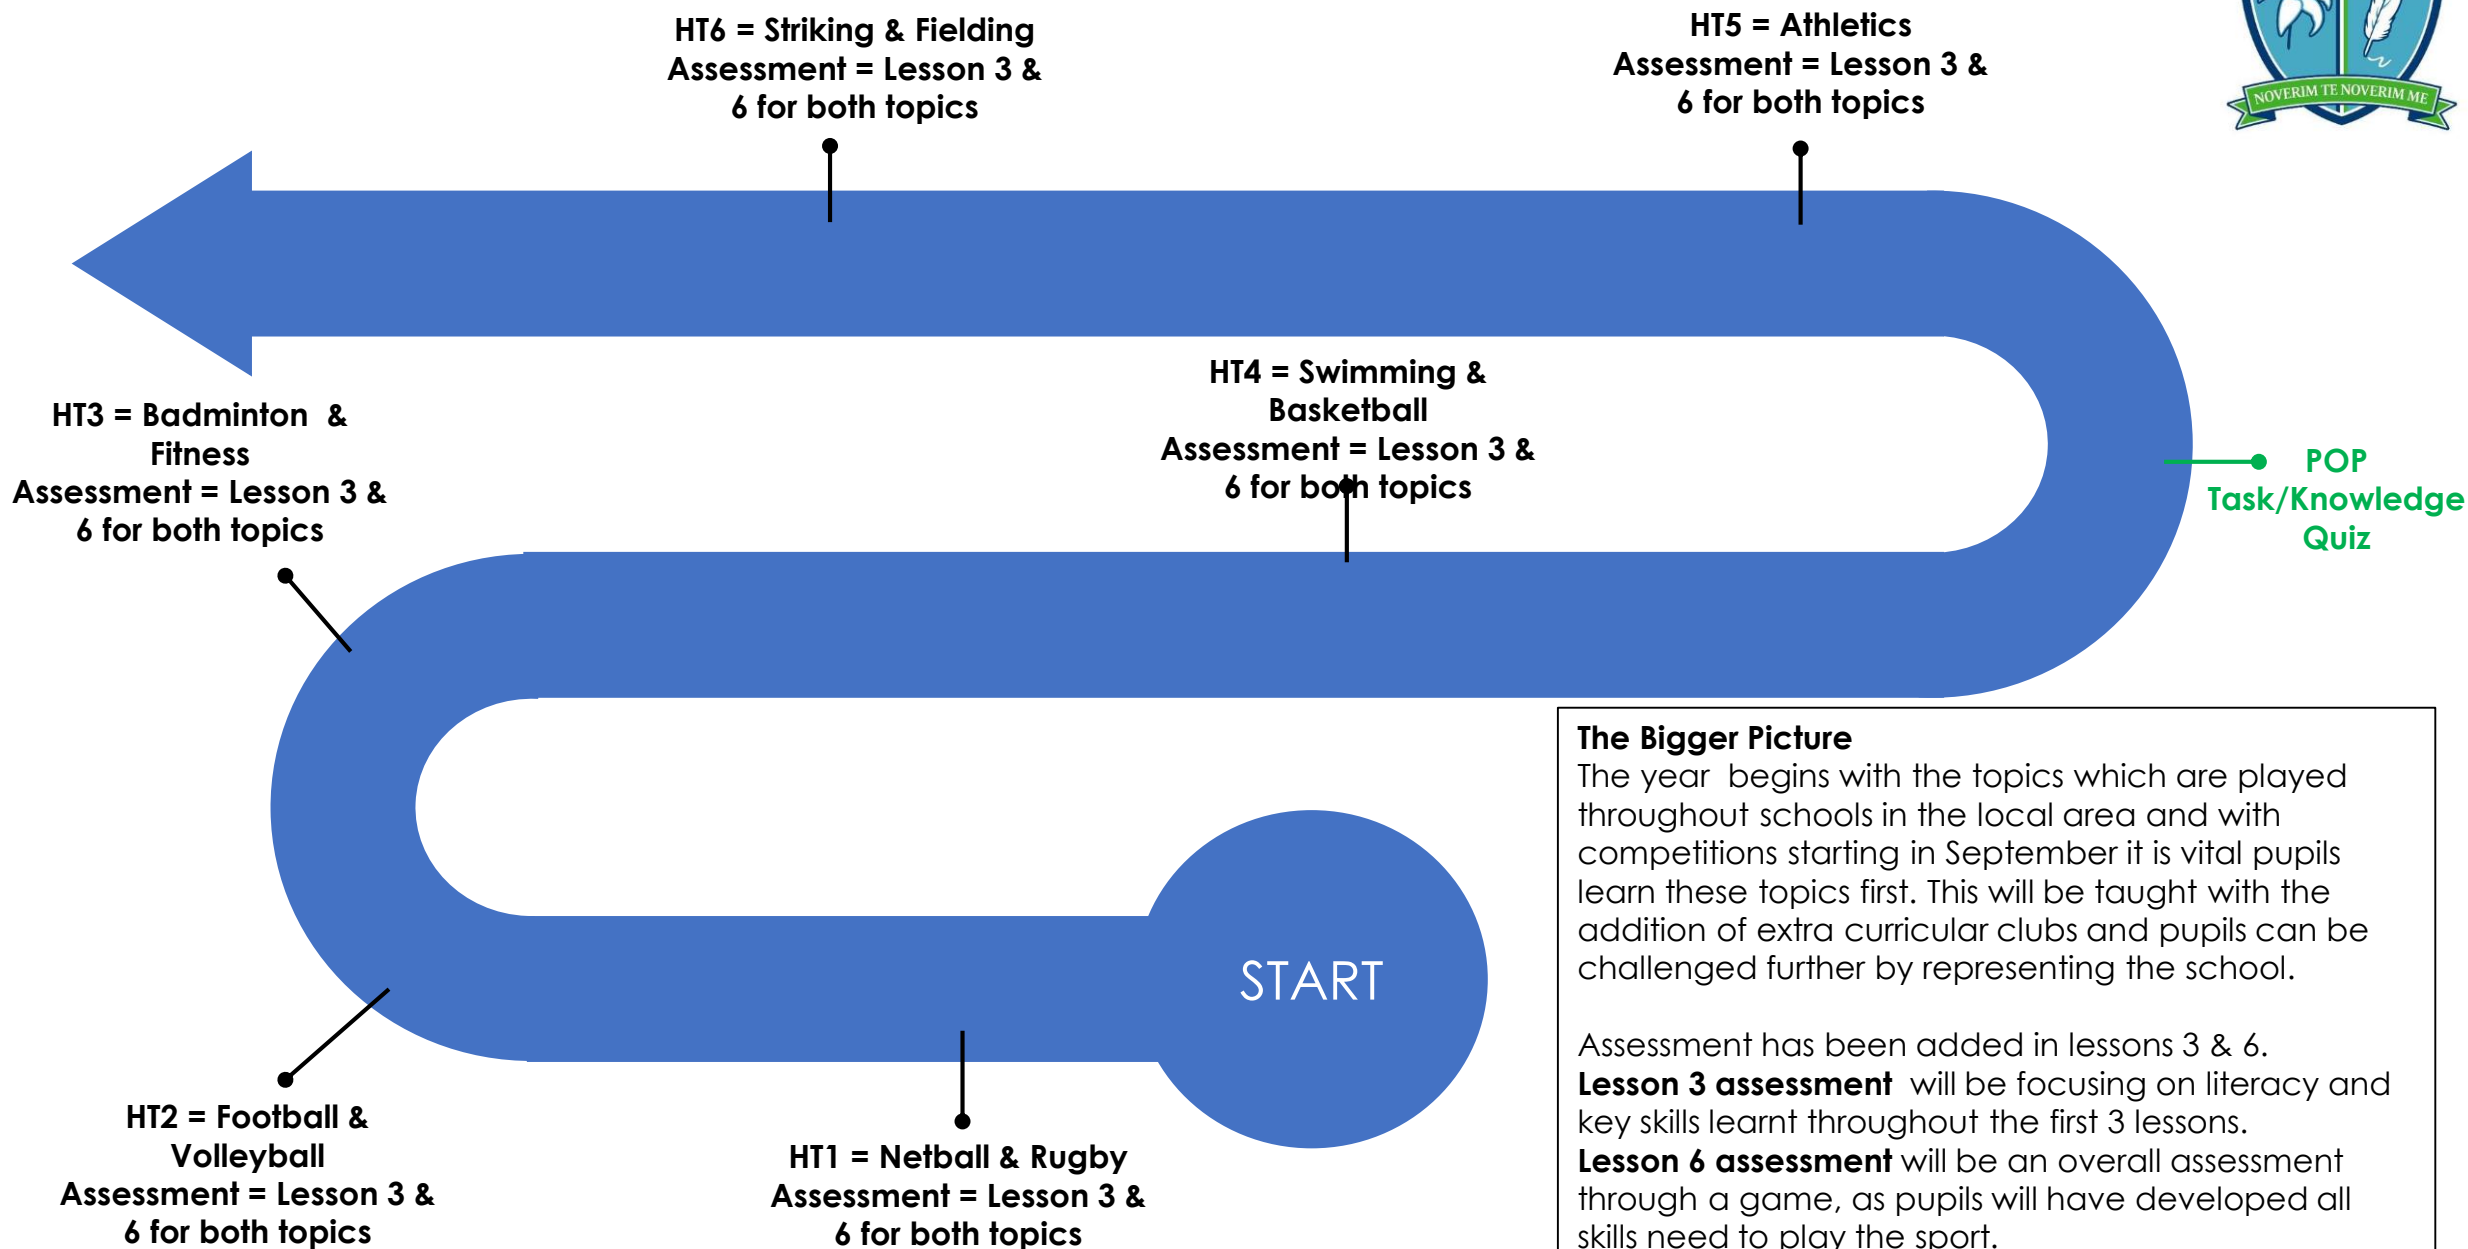 HT6 = Striking & Fielding
Assessment = Lesson 3 &
6 for both topics
HT5 = Athletics
Assessment = Lesson 3 &
6 for both topics
NOVERIM TE NOVERIM ME
HT3 = Badminton  &
Fitness
Assessment = Lesson 3 &
6 for both topics
HT4 = Swimming &
Basketball
Assessment = Lesson 3 &
6 for both topics
POP
Task/Knowledge
Quiz
START
HT2 = Football &
Volleyball
Assessment = Lesson 3 &
6 for both topics
HT1 = Netball & Rugby
Assessment = Lesson 3 &
6 for both topics
The Bigger Picture
The year  begins with the topics which are played
throughout schools in the local area and with
competitions starting in September it is vital pupils
learn these topics first. This will be taught with the
addition of extra curricular clubs and pupils can be
challenged further by representing the school.
Assessment has been added in lessons 3 & 6.
Lesson 3 assessment  will be focusing on literacy and
key skills learnt throughout the first 3 lessons.
Lesson 6 assessment will be an overall assessment
through a game, as pupils will have developed all
skills need to play the sport.